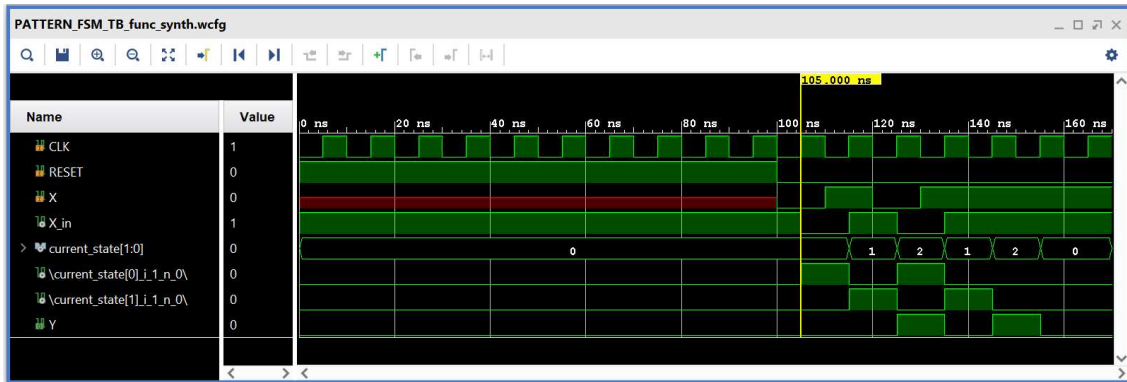 PATTERN_FSM_TB_func_synth.wcfg
105.000 ns
Name Value
0 ns 20 ns 40 ns 60 ns 80 ns 100 ns 120 ns 140 ns 160 ns
CLK 1
RESET 0
X 0
X_in 1
current_state[1:0] 0 0 1 2 1 2 0
\current_state[0]_i_1_n_0\ 0
\current_state[1]_i_1_n_0\ 0
Y 0